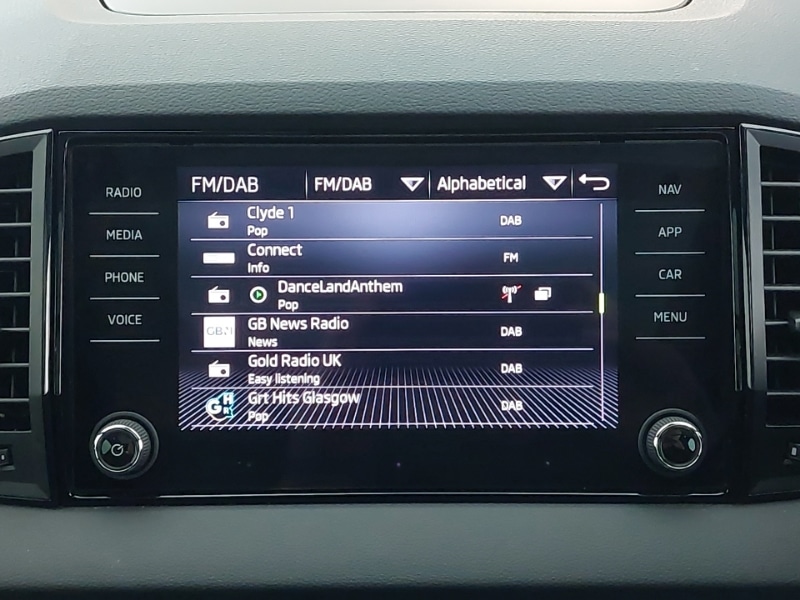 FM/DAB FM/DAB Alphabetical
RADIO
MEDIA
PHONE
VOICE
Clyde 1 DAB
Pop
Connect FM
Info
DanceLandAnthem
Pop
GB News Radio DAB
News
Gold Radio UK DAB
Easy listening
Grt Hits Glasgow DAB
Pop
NAV
APP
CAR
MENU